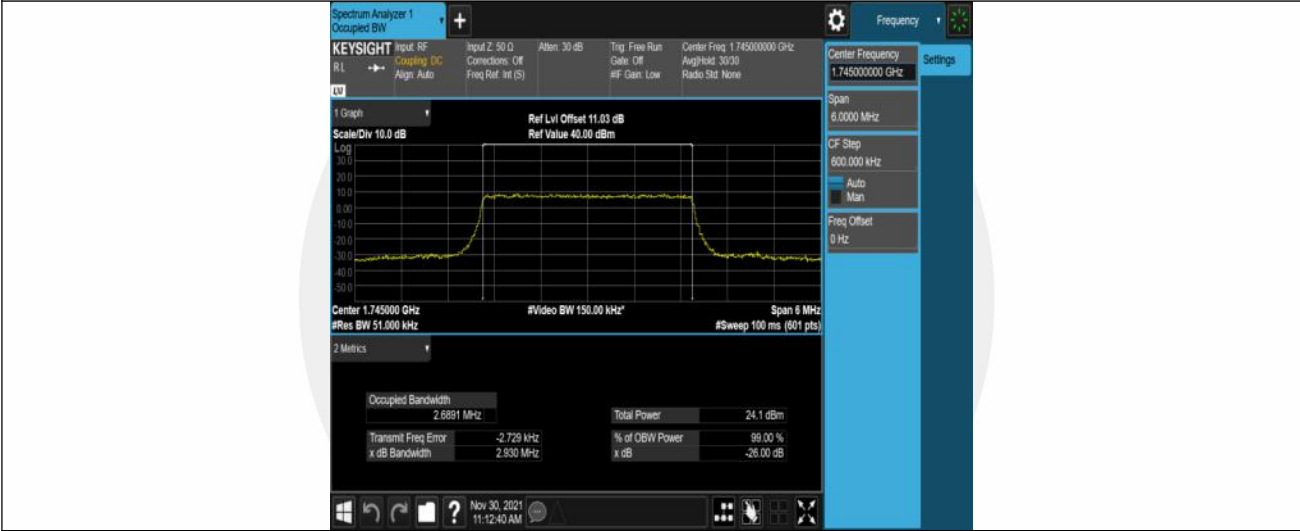 Spectrum Analyzer 1
Occupied BW
+
Frequency
KEYSIGHT
RL
LV
Input: RF
Coupling: DC
Align: Auto
Input Z: 50 Ω
Corrections: Off
Freq Ref: Int (S)
Atten: 30 dB
Trig: Free Run
Gate: Off
#IF Gain: Low
Center Freq: 1.745000000 GHz
Avg|Hold: 30/30
Radio Std: None
Center Frequency
1.745000000 GHz
Settings
Span
6.0000 MHz
CF Step
600.000 kHz
Auto
Man
Freq Offset
0 Hz
1 Graph
Scale/Div 10.0 dB
Ref Lvl Offset 11.03 dB
Ref Value 40.00 dBm
Log
30.0
20.0
10.0
0.00
-10.0
-20.0
-30.0
-40.0
-50.0
Center 1.745000 GHz
#Res BW 51.000 kHz
#Video BW 150.00 kHz*
Span 6 MHz
#Sweep 100 ms (601 pts)
2 Metrics
Occupied Bandwidth
2.6891 MHz
Total Power 24.1 dBm
Transmit Freq Error -2.729 kHz
% of OBW Power 99.00 %
x dB Bandwidth 2.930 MHz
x dB -26.00 dB
?
Nov 30, 2021
11:12:40 AM